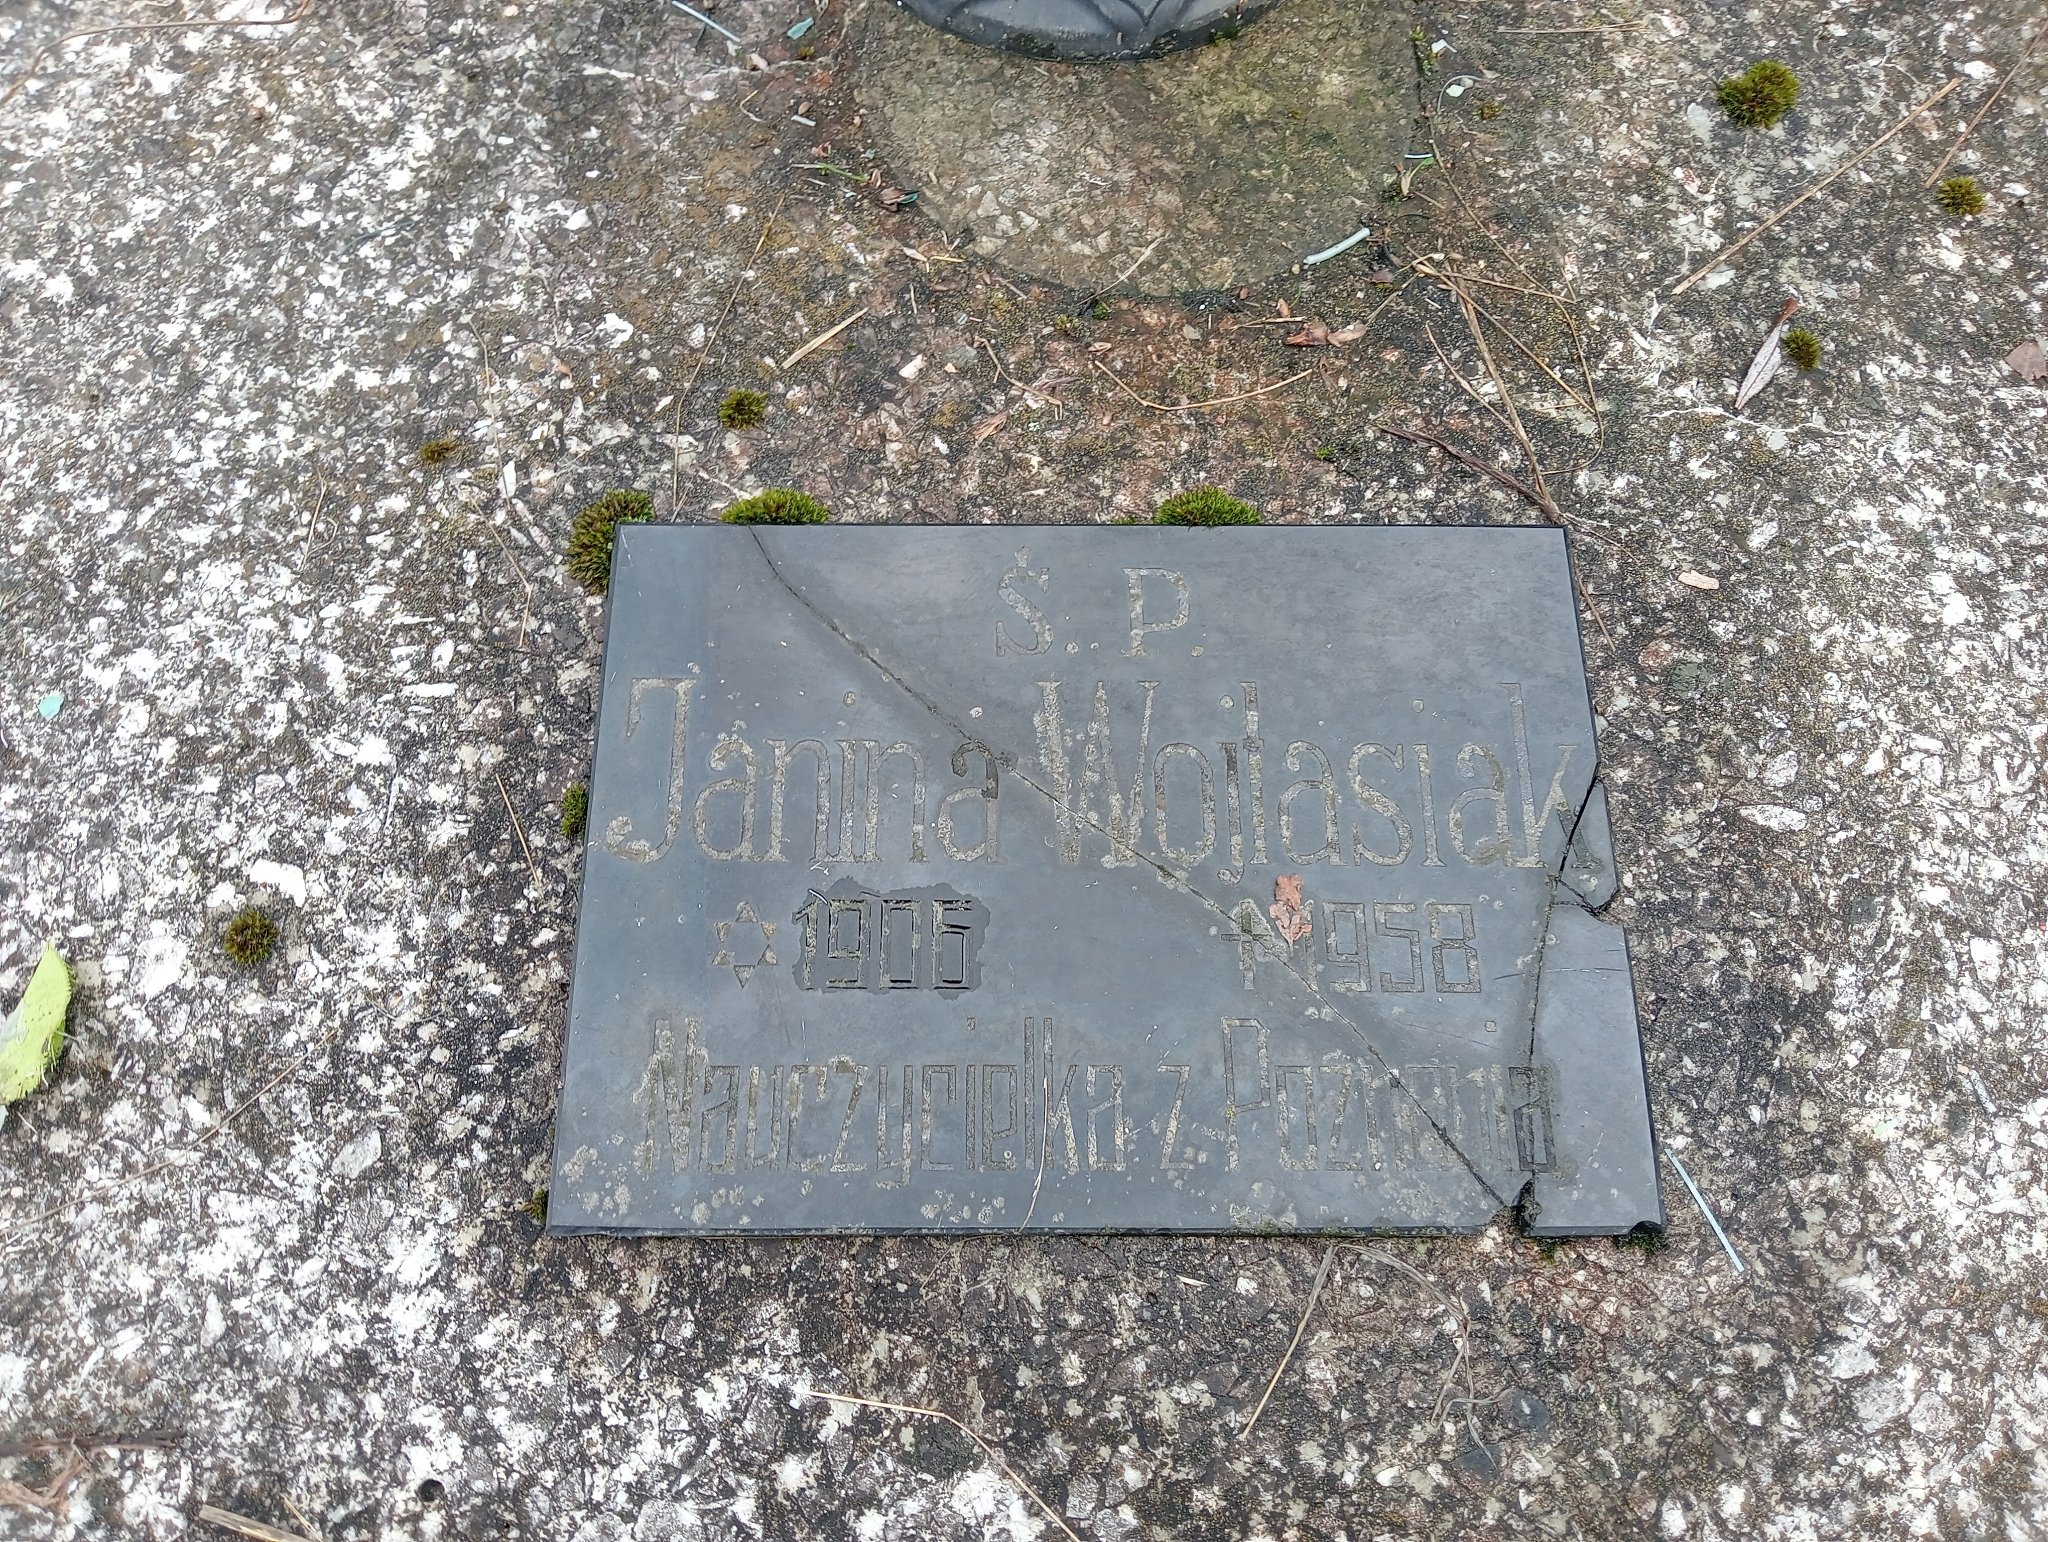 Ś. P.
Janina Wojtasiak
✡ 1906 ✝ 1958
Nauczycielka z Poznania